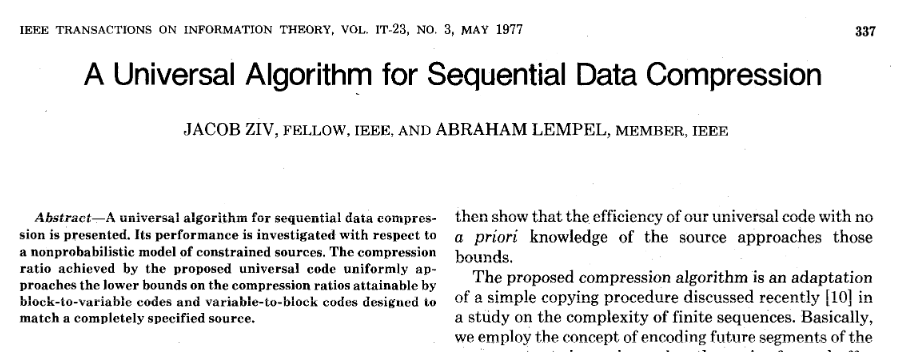 IEEE TRANSACTIONS ON INFORMATION THEORY, VOL. IT-23, NO. 3, MAY 1977 337
A Universal Algorithm for Sequential Data Compression
JACOB ZIV, FELLOW, IEEE, AND ABRAHAM LEMPEL, MEMBER, IEEE
Abstract—A universal algorithm for sequential data compres-
sion is presented. Its performance is investigated with respect to
a nonprobabilistic model of constrained sources. The compression
ratio achieved by the proposed universal code uniformly ap-
proaches the lower bounds on the compression ratios attainable by
block-to-variable codes and variable-to-block codes designed to
match a completely specified source.
then show that the efficiency of our universal code with no
a priori knowledge of the source approaches those
bounds.
The proposed compression algorithm is an adaptation
of a simple copying procedure discussed recently [10] in
a study on the complexity of finite sequences. Basically,
we employ the concept of encoding future segments of the